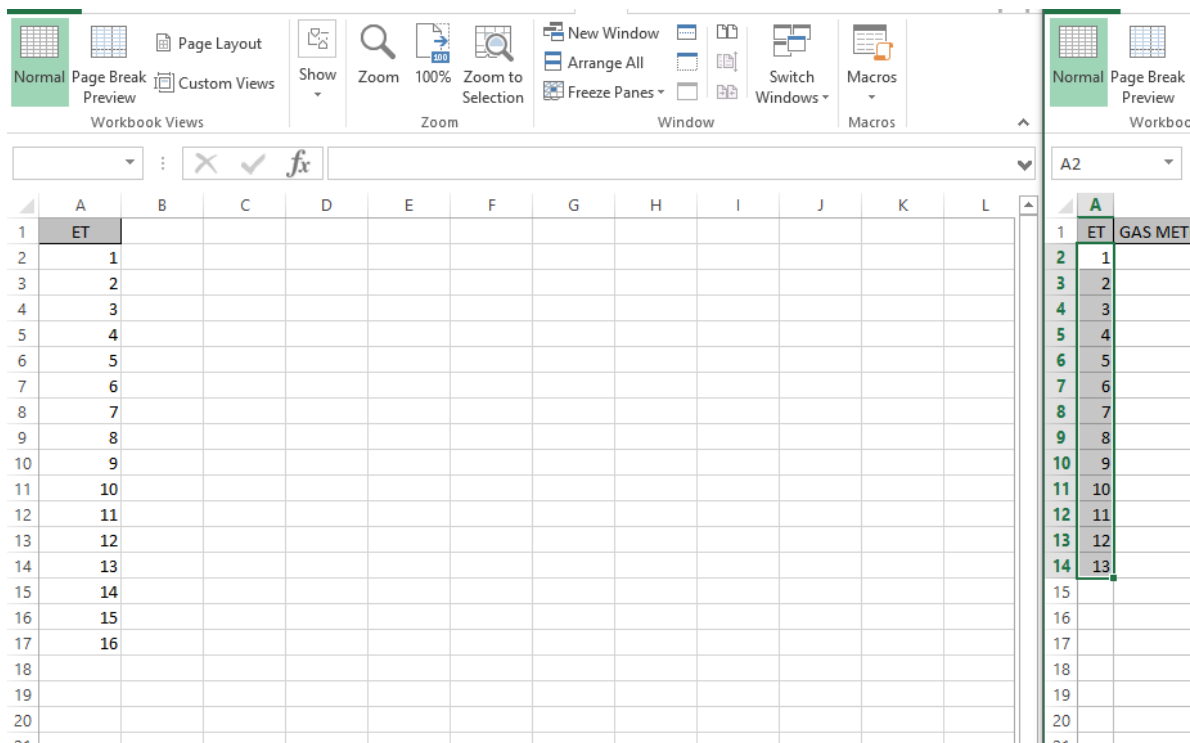 Normal
Page Break
Preview
Page Layout
Custom Views
Workbook Views
Show
Zoom
100
100%
Zoom to
Selection
Zoom
New Window
Arrange All
Freeze Panes
Switch
Windows
Window
Macros
Macros
fx
A B C D E F G H I J K L
1 ET
2 1
3 2
4 3
5 4
6 5
7 6
8 7
9 8
10 9
11 10
12 11
13 12
14 13
15 14
16 15
17 16
18
19
20
Normal
Page Break
Preview
Workboo
A2
A
1 ET GAS MET
2 1
3 2
4 3
5 4
6 5
7 6
8 7
9 8
10 9
11 10
12 11
13 12
14 13
15
16
17
18
19
20